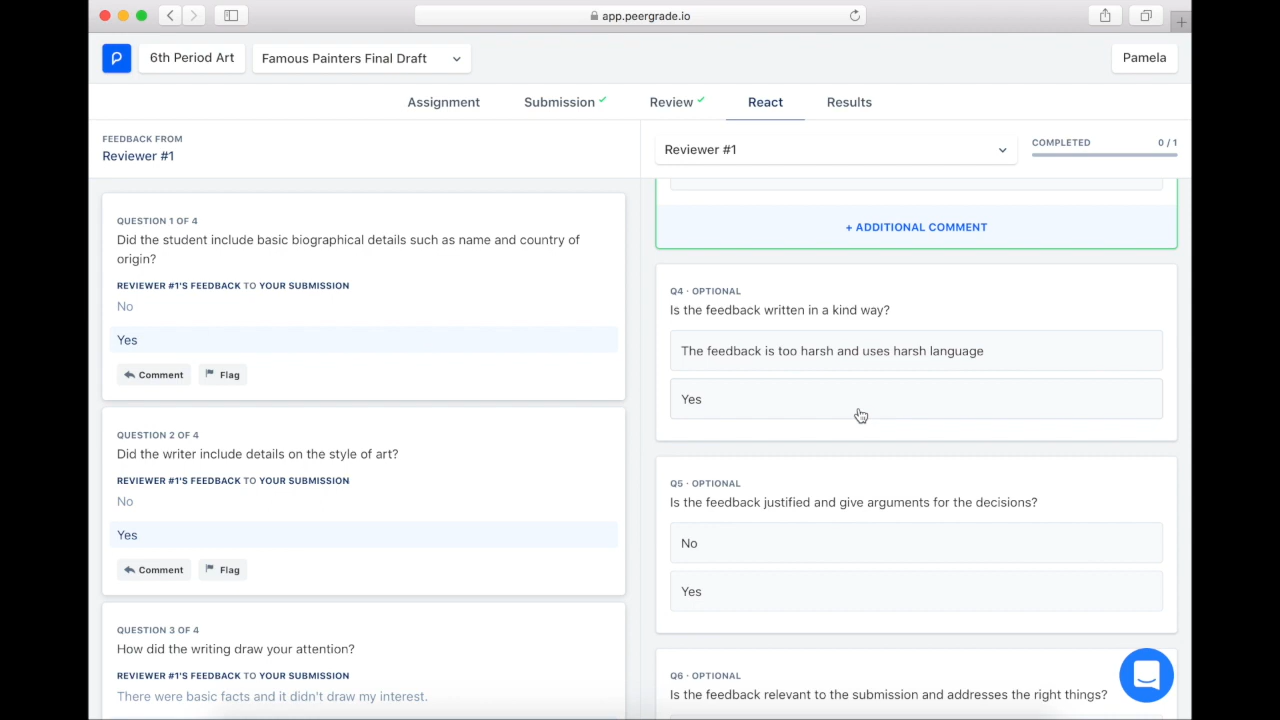 app.peergrade.io
6th Period Art
Famous Painters Final Draft
Pamela
Assignment
Submission
Review
React
Results
FEEDBACK FROM
Reviewer #1
QUESTION 1 OF 4
Did the student include basic biographical details such as name and country of
origin?
REVIEWER #1'S FEEDBACK TO YOUR SUBMISSION
No
Yes
Comment
Flag
QUESTION 2 OF 4
Did the writer include details on the style of art?
REVIEWER #1'S FEEDBACK TO YOUR SUBMISSION
No
Yes
Comment
Flag
QUESTION 3 OF 4
How did the writing draw your attention?
REVIEWER #1'S FEEDBACK TO YOUR SUBMISSION
There were basic facts and it didn't draw my interest.
Reviewer #1
COMPLETED
0 / 1
+ ADDITIONAL COMMENT
Q4 · OPTIONAL
Is the feedback written in a kind way?
The feedback is too harsh and uses harsh language
Yes
Q5 · OPTIONAL
Is the feedback justified and give arguments for the decisions?
No
Yes
Q6 · OPTIONAL
Is the feedback relevant to the submission and addresses the right things?